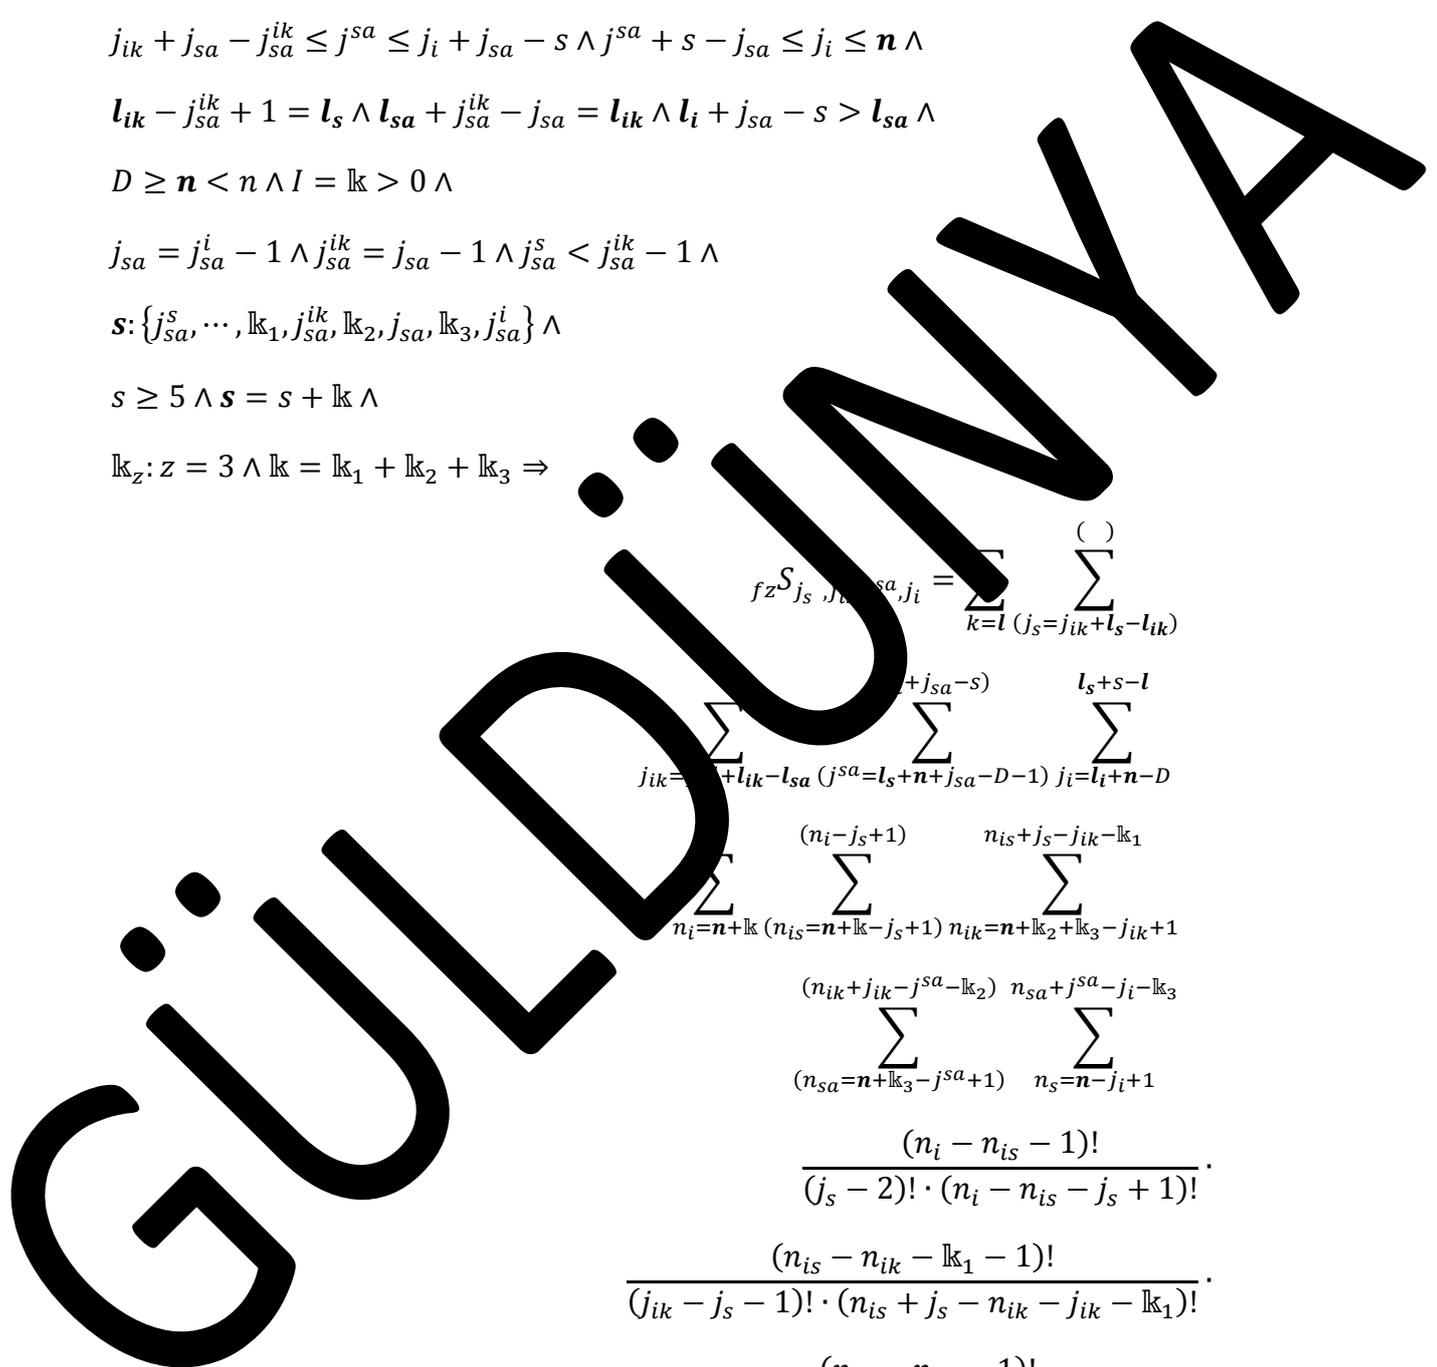 j_{ik} + j_{sa} − j_{sa}^{ik} ≤ j^{sa} ≤ j_i + j_{sa} − s ∧ j^{sa} + s − j_{sa} ≤ j_i ≤ n ∧
l_{ik} − j_{sa}^{ik} + 1 = l_s ∧ l_{sa} + j_{sa}^{ik} − j_{sa} = l_{ik} ∧ l_i + j_{sa} − s > l_{sa} ∧
D ≥ n < n ∧ I = 𝕜 > 0 ∧
j_{sa} = j_{sa}^i − 1 ∧ j_{sa}^{ik} = j_{sa} − 1 ∧ j_{sa}^s < j_{sa}^{ik} − 1 ∧
s: {j_{sa}^s, ⋯, 𝕜_1, j_{sa}^{ik}, 𝕜_2, j_{sa}, 𝕜_3, j_{sa}^i} ∧
s ≥ 5 ∧ s = s + 𝕜 ∧
𝕜_z: z = 3 ∧ 𝕜 = 𝕜_1 + 𝕜_2 + 𝕜_3 ⇒
( )
_{fz}S_{j_s ,j^{sa},j_i} = ∑ ∑
k=l (j_s=j_{ik}+l_s−l_{ik})
+j_{sa}−s) l_s+s−l
∑ ∑ ∑
j_{ik}= +l_{ik}−l_{sa} (j^{sa}=l_s+n+j_{sa}−D−1) j_i=l_i+n−D
(n_i−j_s+1) n_{is}+j_s−j_{ik}−𝕜_1
∑ ∑ ∑
n_i=n+𝕜 (n_{is}=n+𝕜−j_s+1) n_{ik}=n+𝕜_2+𝕜_3−j_{ik}+1
(n_{ik}+j_{ik}−j^{sa}−𝕜_2) n_{sa}+j^{sa}−j_i−𝕜_3
∑ ∑
(n_{sa}=n+𝕜_3−j^{sa}+1) n_s=n−j_i+1
(n_i − n_{is} − 1)!
(j_s − 2)! · (n_i − n_{is} − j_s + 1)! ·
(n_{is} − n_{ik} − 𝕜_1 − 1)!
(j_{ik} − j_s − 1)! · (n_{is} + j_s − n_{ik} − j_{ik} − 𝕜_1)! ·
GÜLDÜNYA